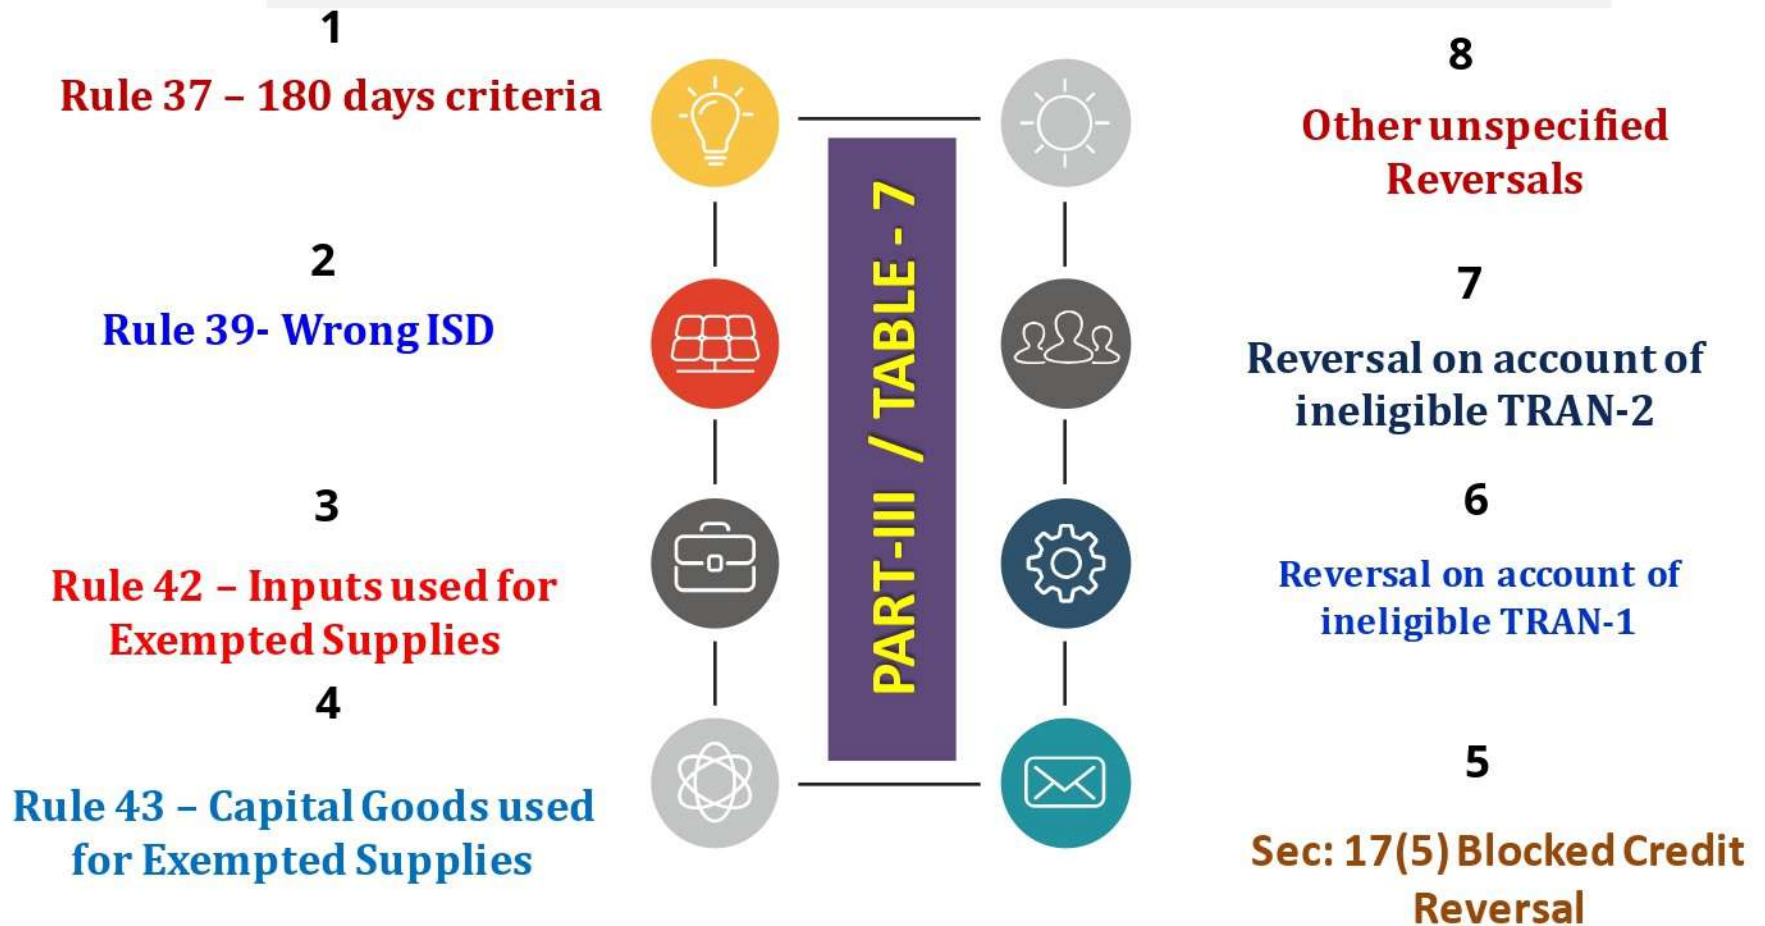 1
Rule 37 – 180 days criteria
2
Rule 39- Wrong ISD
3
Rule 42 – Inputs used for
Exempted Supplies
4
Rule 43 – Capital Goods used
for Exempted Supplies
PART-III / TABLE - 7
8
Other unspecified
Reversals
7
Reversal on account of
ineligible TRAN-2
6
Reversal on account of
ineligible TRAN-1
5
Sec: 17(5) Blocked Credit
Reversal